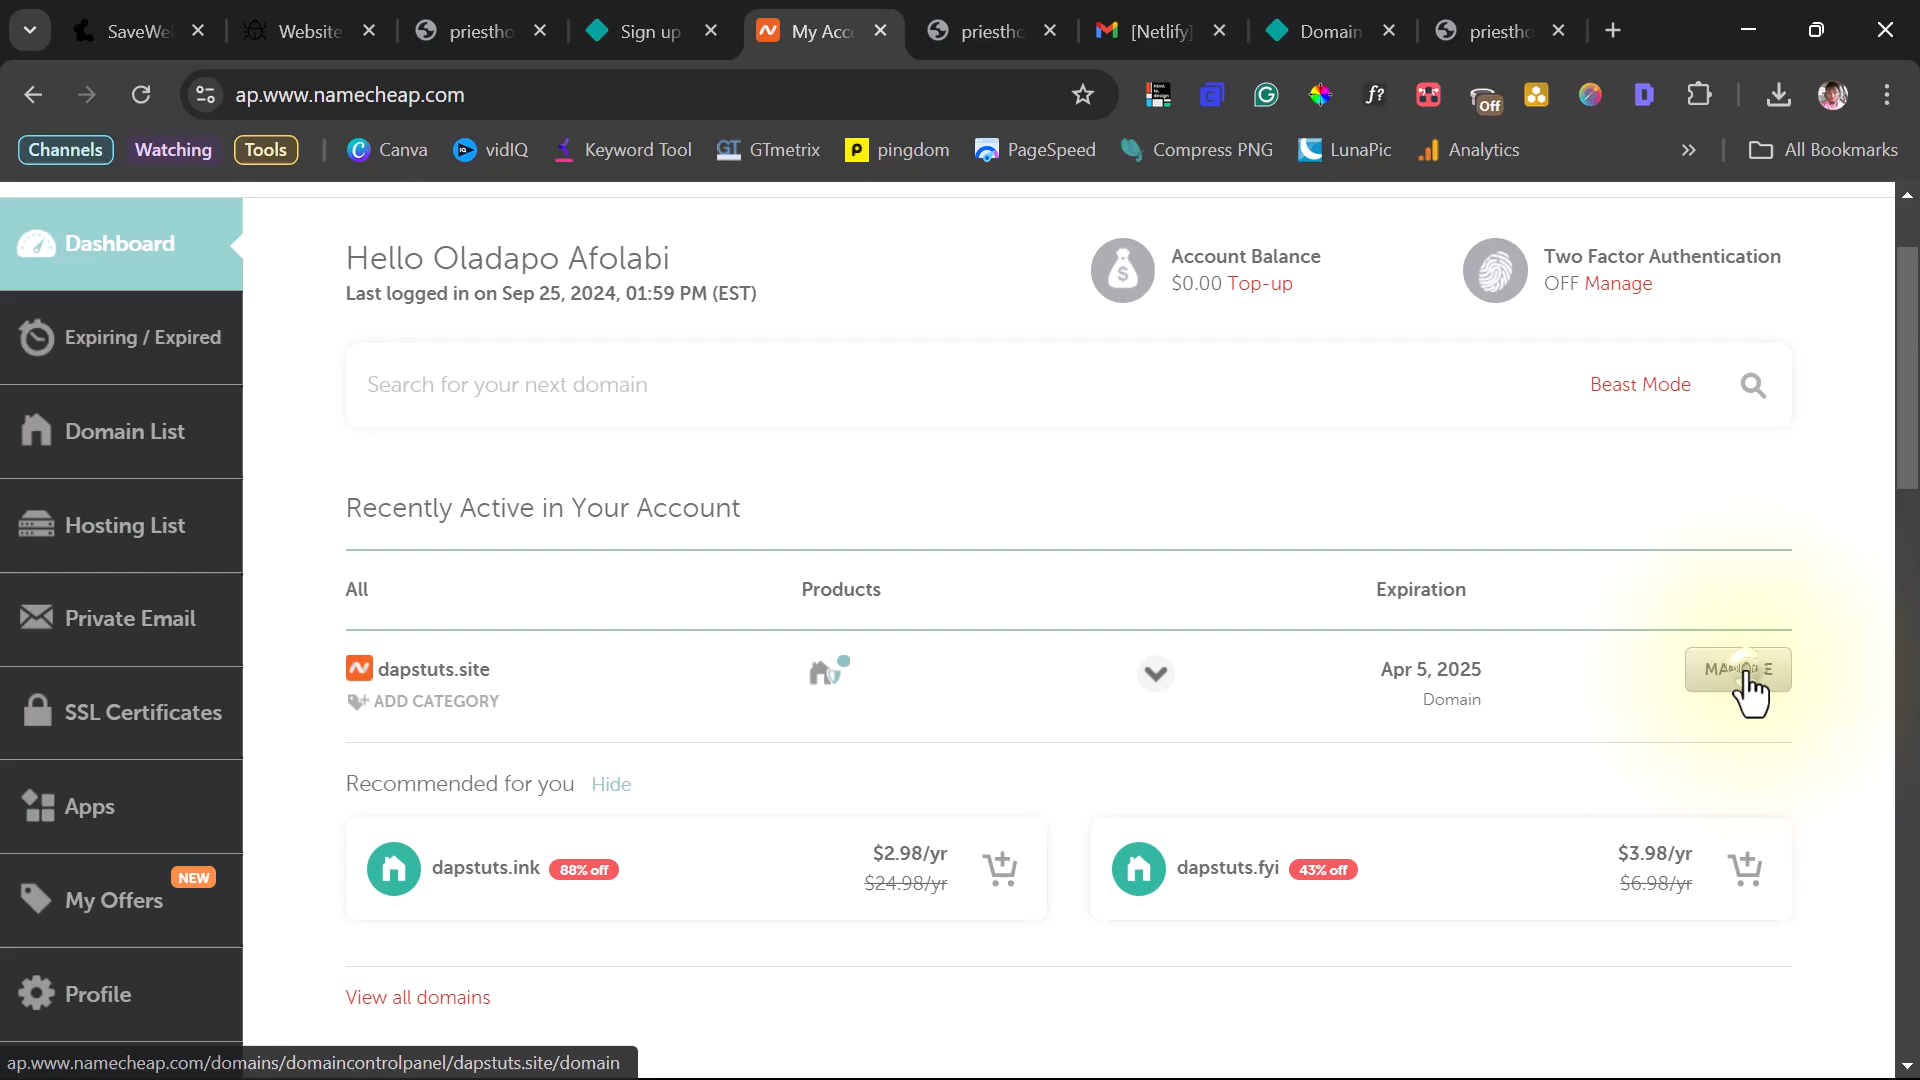 SaveWe
Website
priestho
Sign up
My Acc
priestho
[Netlify]
Domain
priestho
ap.www.namecheap.com
Off
Channels
Watching
Tools
Canva
vidIQ
Keyword Tool
GTmetrix
pingdom
PageSpeed
Compress PNG
LunaPic
Analytics
All Bookmarks
Dashboard
Expiring / Expired
Domain List
Hosting List
Private Email
SSL Certificates
Apps
NEW
My Offers
Profile
Hello Oladapo Afolabi
Last logged in on Sep 25, 2024, 01:59 PM (EST)
Account Balance
$0.00 Top-up
Two Factor Authentication
OFF Manage
Search for your next domain
Beast Mode
Recently Active in Your Account
All Products Expiration
dapstuts.site
Apr 5, 2025
ADD CATEGORY
Domain
Recommended for you Hide
dapstuts.ink 88% off
$2.98/yr
$24.98/yr
dapstuts.fyi 43% off
$3.98/yr
$6.98/yr
View all domains
ap.www.namecheap.com/domains/domaincontrolpanel/dapstuts.site/domain